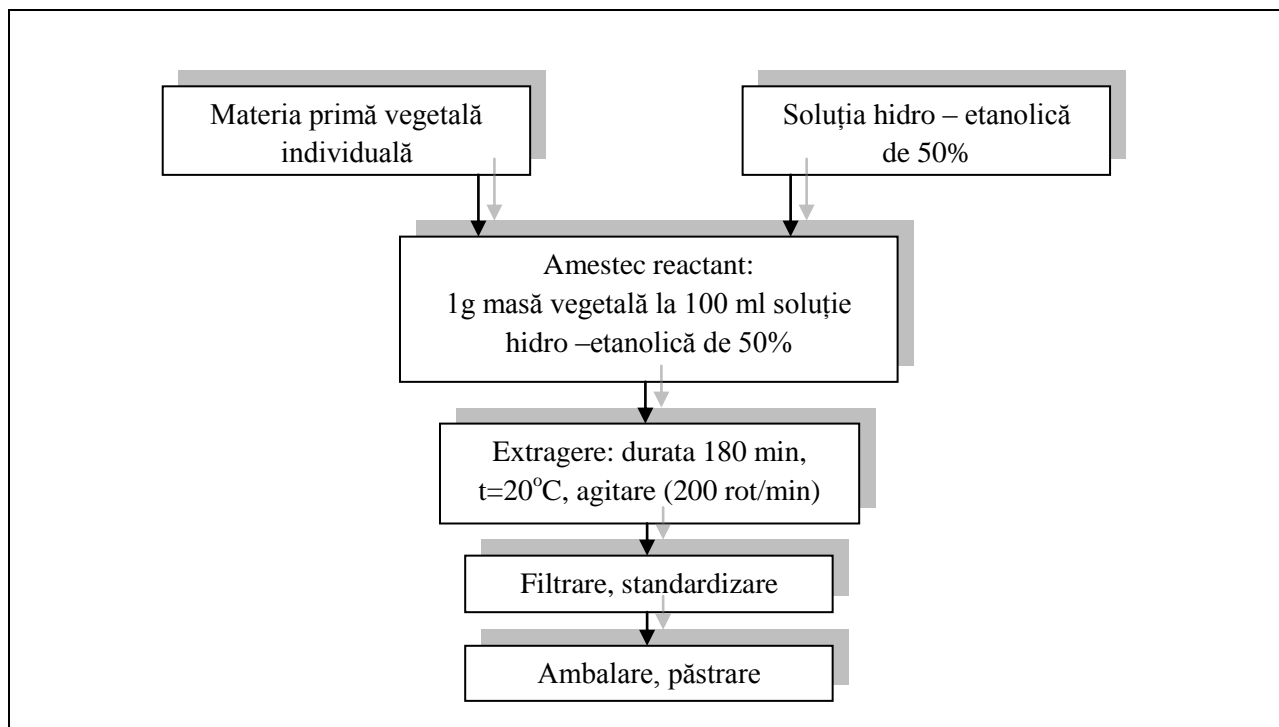 Materia primă vegetală
individuală
Soluția hidro – etanolică
de 50%
Amestec reactant:
1g masă vegetală la 100 ml soluție
hidro –etanolică de 50%
Extragere: durata 180 min,
t=20°C, agitare (200 rot/min)
Filtrare, standardizare
Ambalare, păstrare